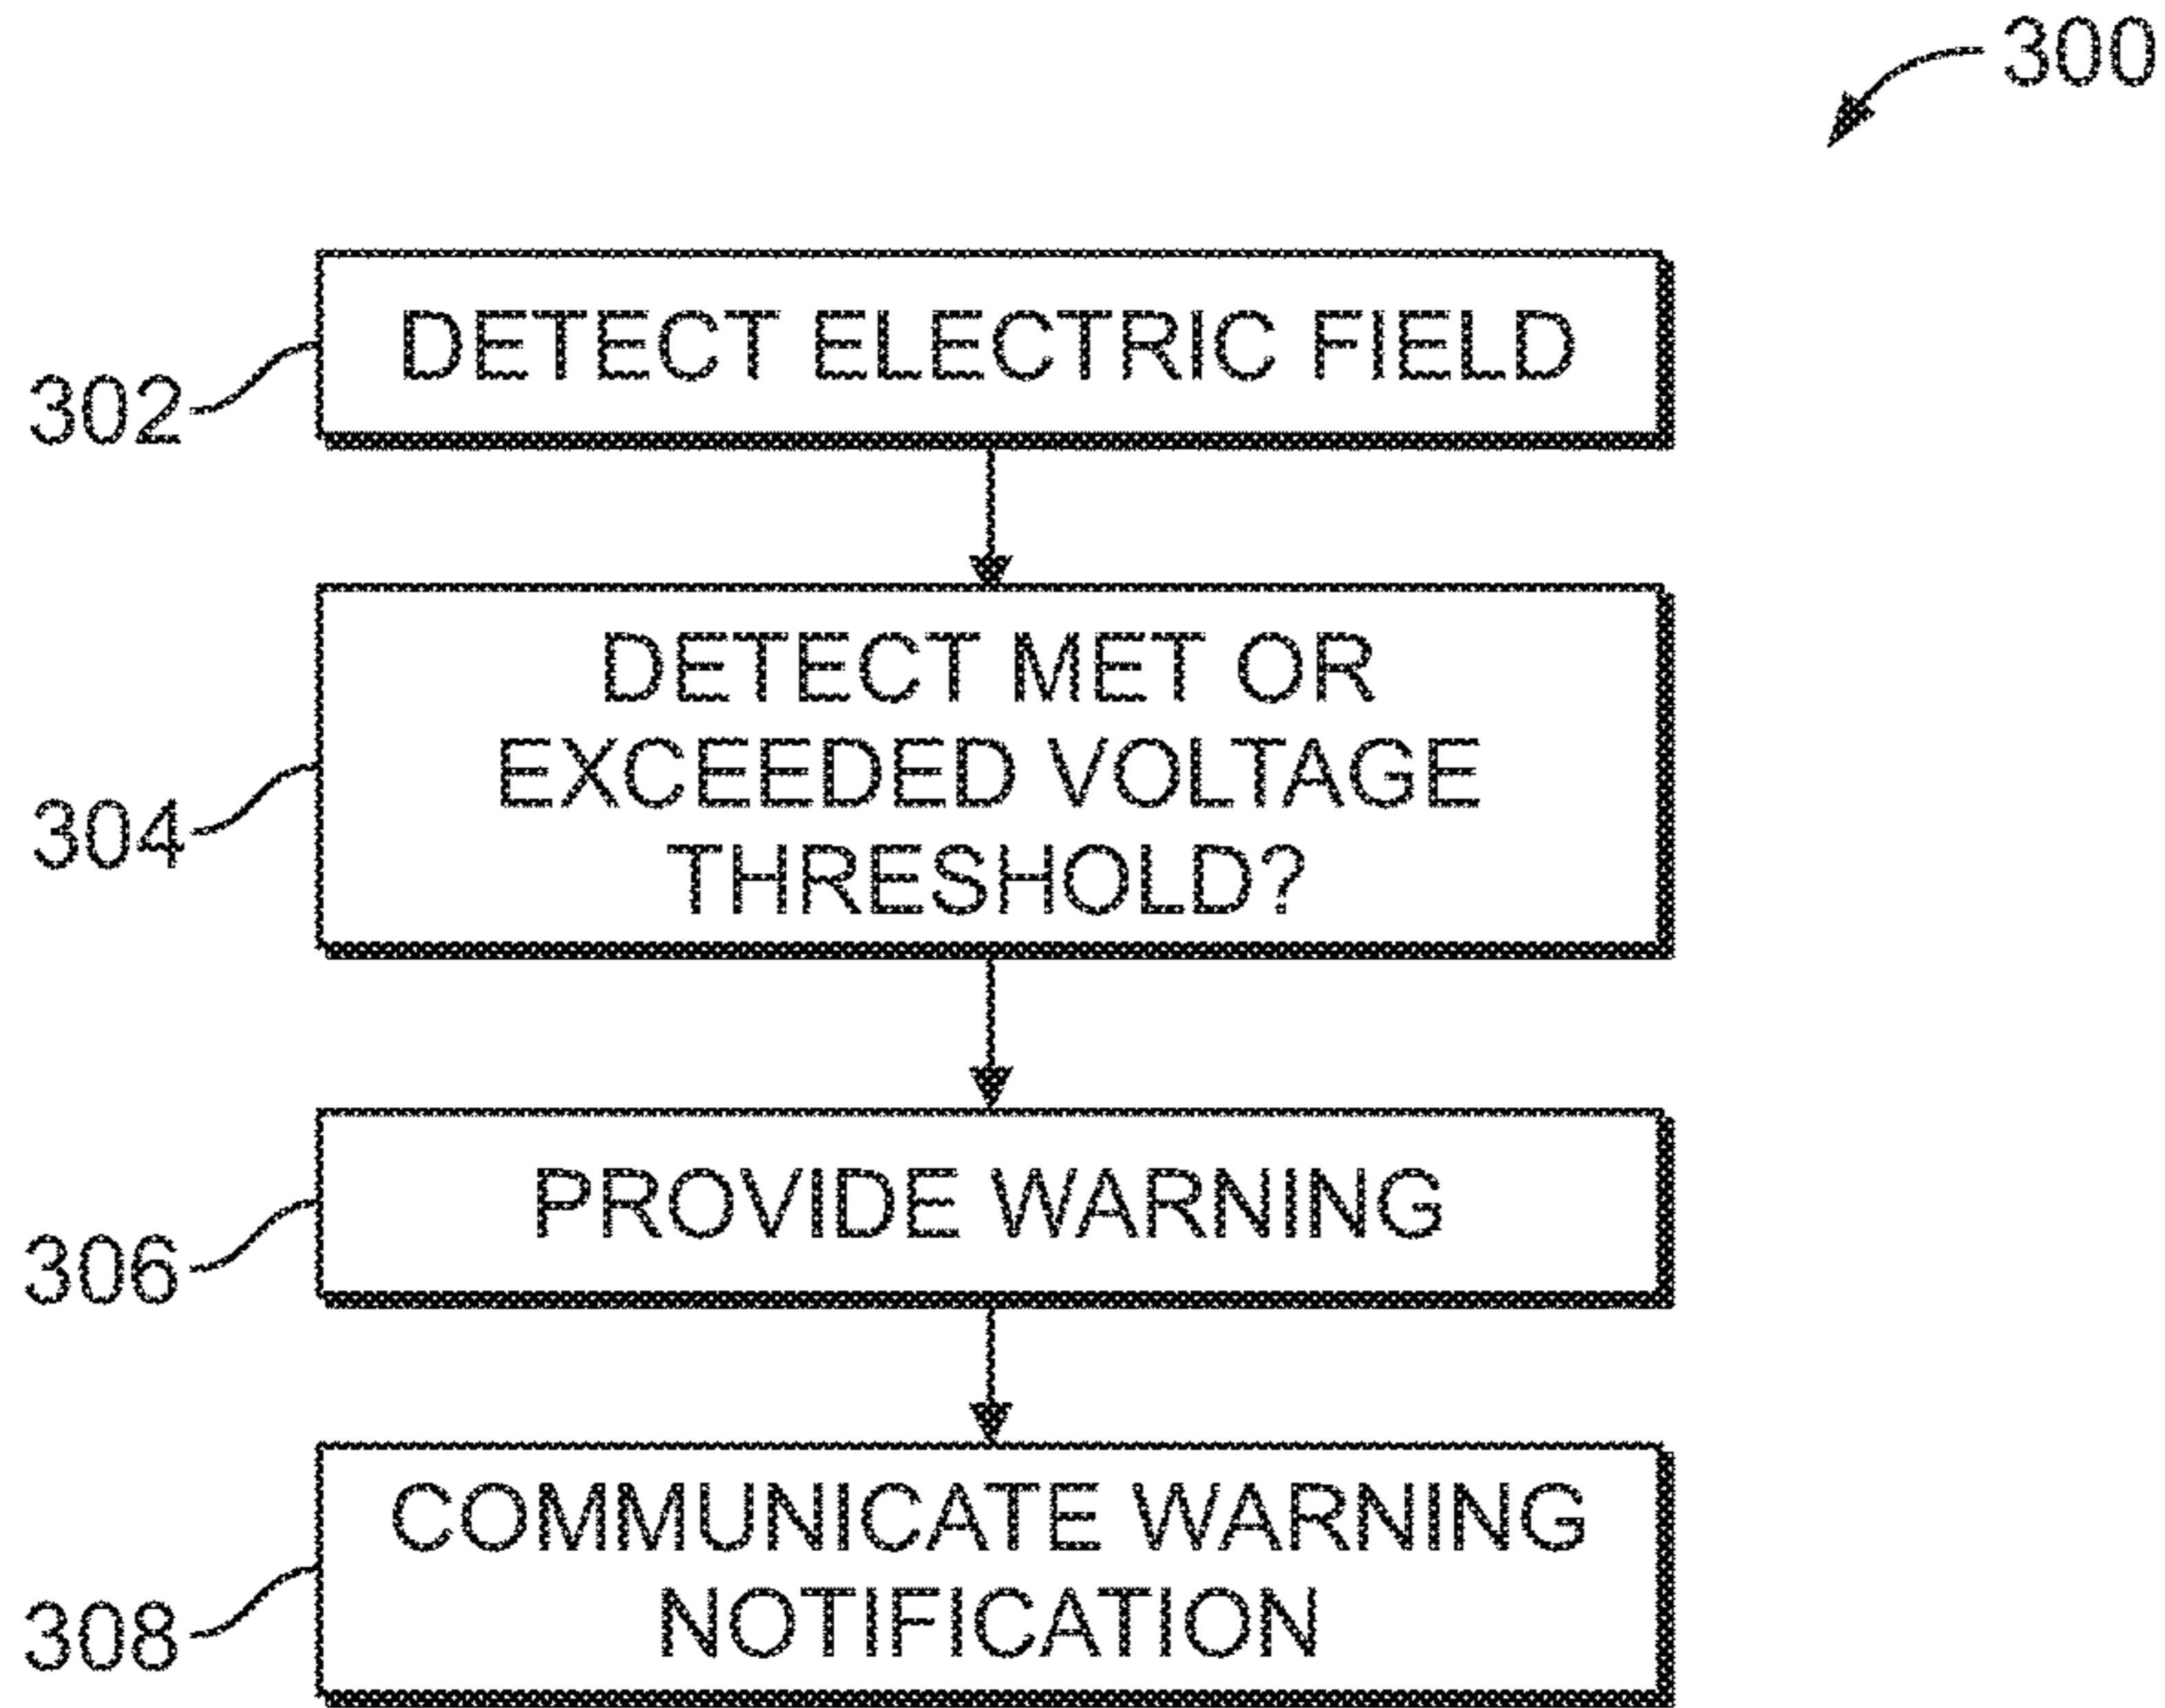 300
302
DETECT ELECTRIC FIELD
304
DETECT MET OR
EXCEEDED VOLTAGE
THRESHOLD?
306
PROVIDE WARNING
308
COMMUNICATE WARNING
NOTIFICATION